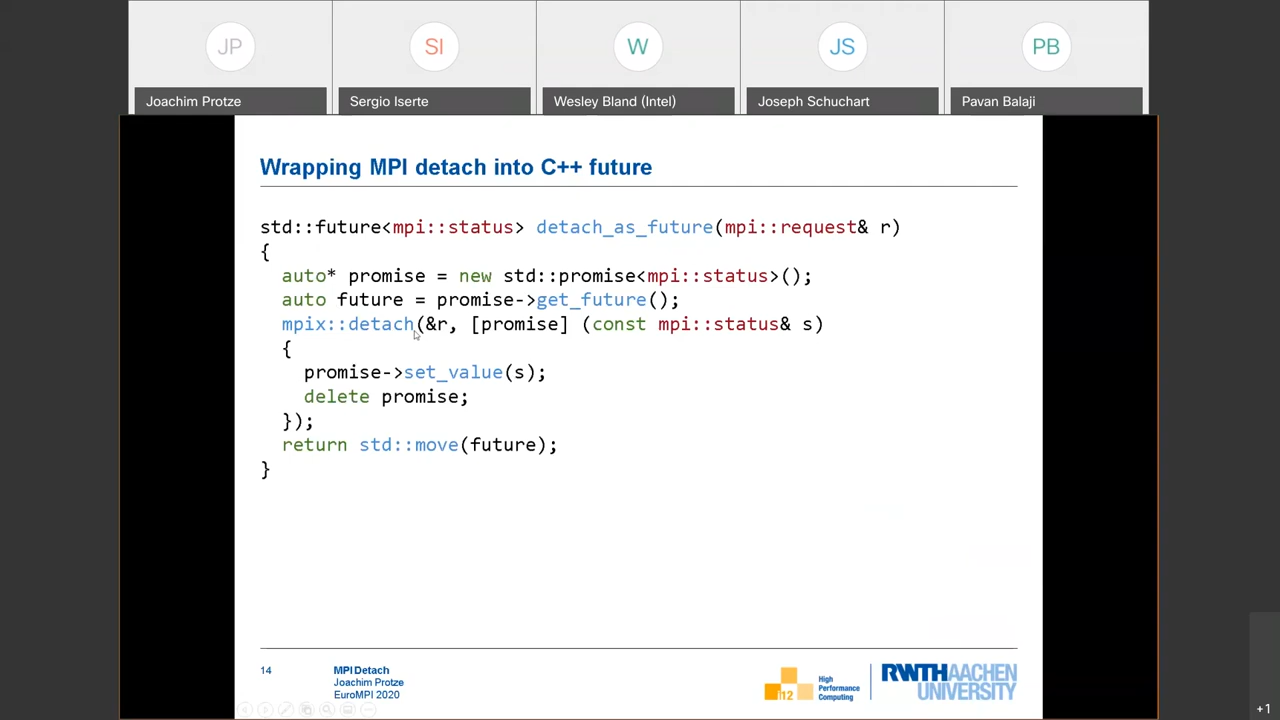 JP
SI
W
JS
PB
Joachim Protze
Sergio Iserte
Wesley Bland (Intel)
Joseph Schuchart
Pavan Balaji
Wrapping MPI detach into C++ future
std::future<mpi::status> detach_as_future(mpi::request& r)
{
  auto* promise = new std::promise<mpi::status>();
  auto future = promise->get_future();
  mpix::detach(&r, [promise] (const mpi::status& s)
  {
    promise->set_value(s);
    delete promise;
  });
  return std::move(future);
}
14
MPI Detach
Joachim Protze
EuroMPI 2020
i12
High
Performance
Computing
RWTH AACHEN
UNIVERSITY
+1